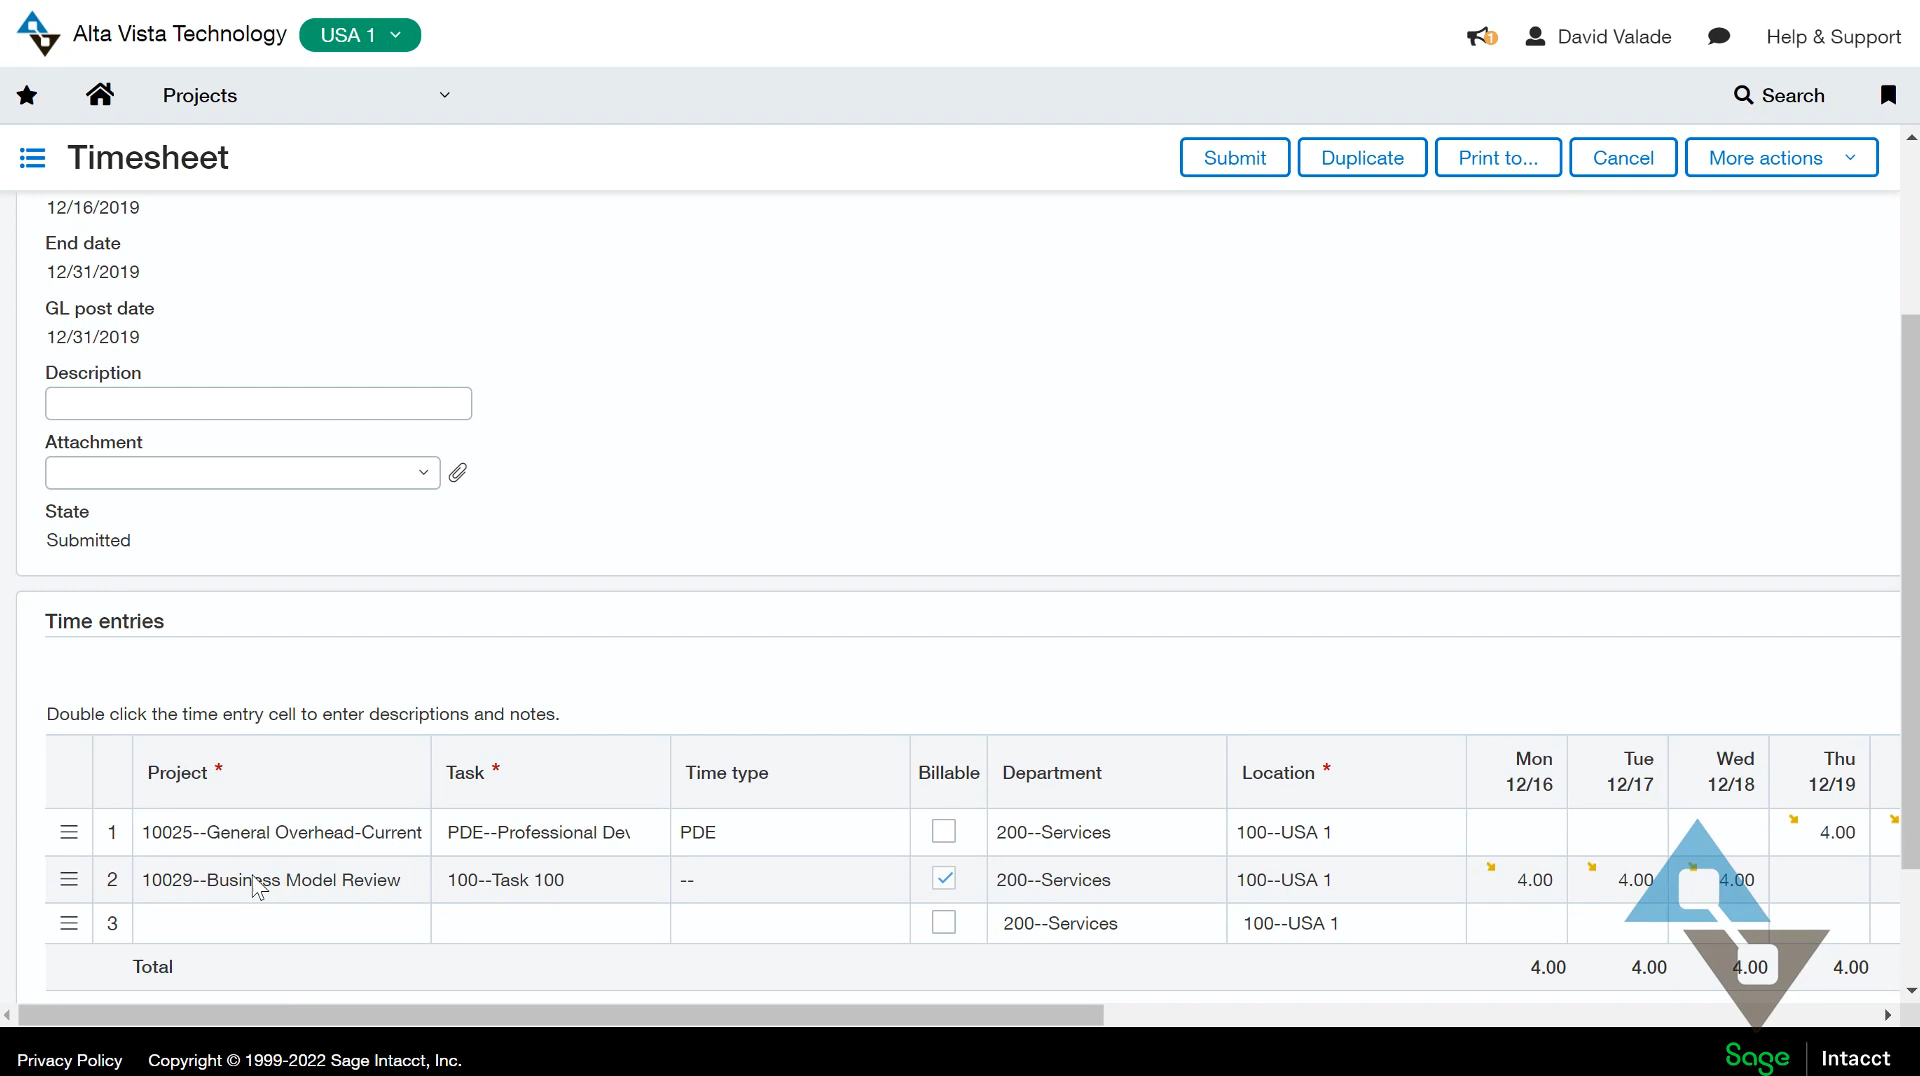 Alta Vista Technology USA 1
1 David Valade Help & Support
Projects Search
Timesheet Submit Duplicate Print to... Cancel More actions
12/16/2019
End date
12/31/2019
GL post date
12/31/2019
Description
Attachment
State
Submitted
Time entries
Double click the time entry cell to enter descriptions and notes.
Project * Task * Time type Billable Department Location * Mon 12/16 Tue 12/17 Wed 12/18 Thu 12/19
1 10025--General Overhead-Current PDE--Professional Dev PDE 200--Services 100--USA 1 4.00
2 10029--Business Model Review 100--Task 100 -- 200--Services 100--USA 1 4.00 4.00 4.00
3 200--Services 100--USA 1
Total 4.00 4.00 4.00 4.00
Privacy Policy Copyright © 1999-2022 Sage Intacct, Inc. Sage Intacct